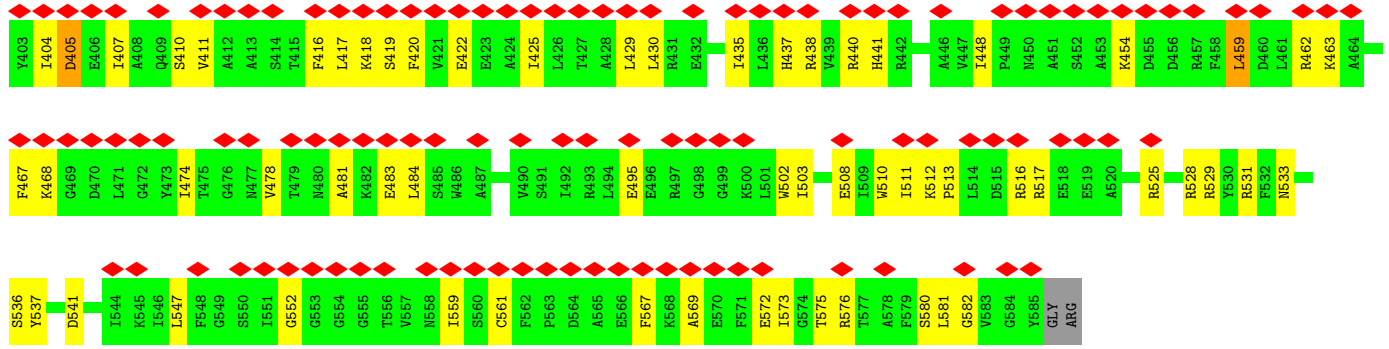 Y403 I404 D405 E406 I407 A408 Q409 S410 V411 A412 A413 S414 T415 F416 L417 K418 S419 F420 V421 E422 E423 A424 I425 L426 T427 A428 L429 L430 R431 E432 I435 L436 H437 R438 V439 R440 H441 R442 A446 V447 I448 P449 N450 A451 S452 A453 K454 D455 D456 R457 F458 L459 D460 L461 R462 K463 A464
F467 K468 G469 D470 L471 G472 Y473 I474 T475 G476 N477 V478 T479 N480 A481 K482 E483 L484 S485 W486 A487 V490 S491 I492 R493 L494 E495 E496 R497 G498 G499 K500 L501 W502 I503 E508 I509 W510 I511 K512 P513 L514 D515 R516 R517 E518 E519 A520 R525 R528 R529 Y530 R531 F532 N533
S536 Y537 D541 I544 K545 I546 L547 F548 G549 S550 I551 G552 G553 G554 G555 T556 V557 N558 I559 S560 C561 F562 P563 D564 A565 E566 F567 K568 A569 E570 F571 E572 I573 G574 T575 R576 T577 A578 F579 S580 L581 G582 V583 G584 Y585 GLY ARG